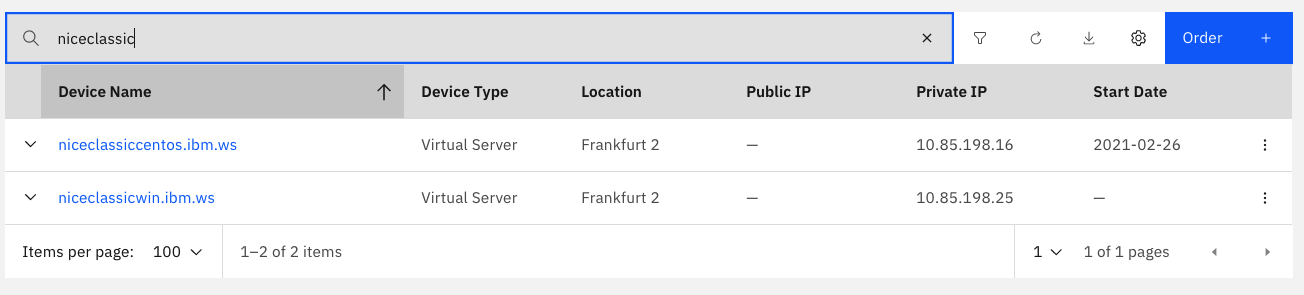 niceclassic Order +
Device Name Device Type Location Public IP Private IP Start Date
niceclassiccentos.ibm.ws Virtual Server Frankfurt 2 — 10.85.198.16 2021-02-26
niceclassicwin.ibm.ws Virtual Server Frankfurt 2 — 10.85.198.25 —
Items per page: 100 1–2 of 2 items 1 1 of 1 pages